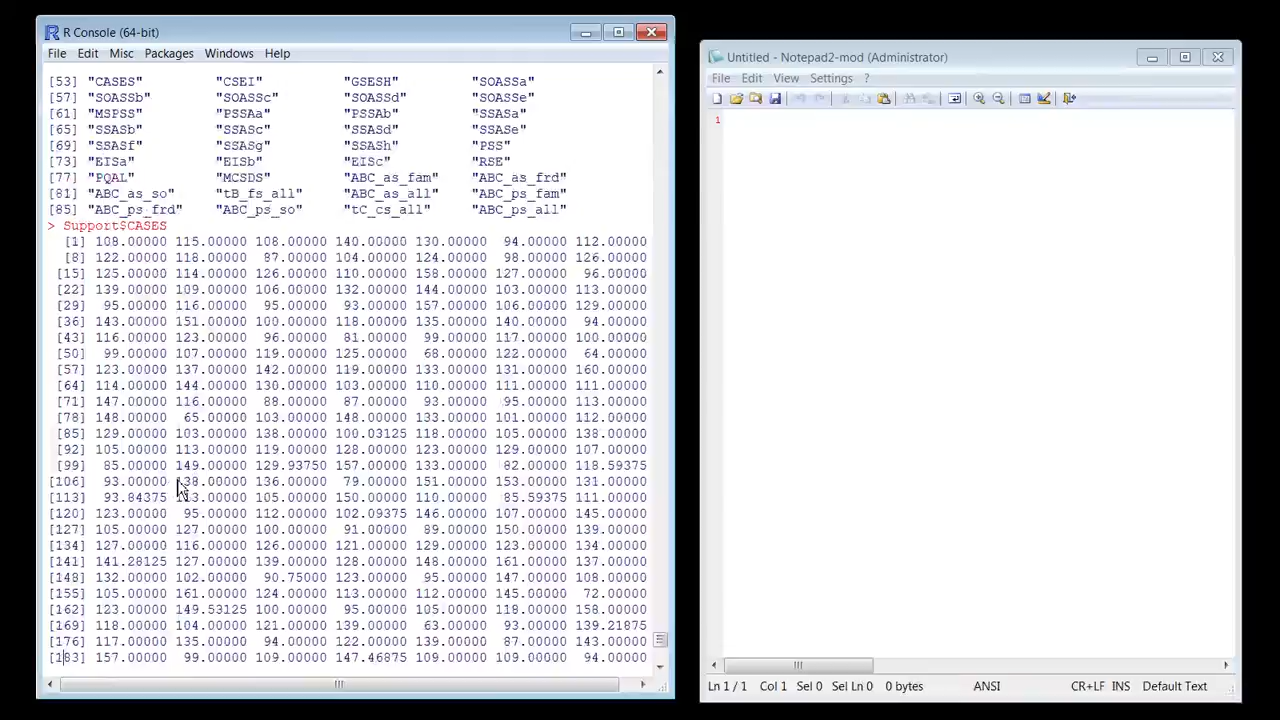 R Console (64-bit)
File Edit Misc Packages Windows Help
[53] "CASES" "CSEI" "GSESH" "SOASSa"
[57] "SOASSb" "SOASSc" "SOASSd" "SOASSe"
[61] "MSPSS" "PSSAa" "PSSAb" "SSASa"
[65] "SSASb" "SSASc" "SSASd" "SSASe"
[69] "SSASf" "SSASg" "SSASh" "PSS"
[73] "EISa" "EISb" "EISc" "RSE"
[77] "PQAL" "MCSDS" "ABC_as_fam" "ABC_as_frd"
[81] "ABC_as_so" "tB_fs_all" "ABC_as_all" "ABC_ps_fam"
[85] "ABC_ps_frd" "ABC_ps_so" "tC_cs_all" "ABC_ps_all"
> Support$CASES
[1] 108.00000 115.00000 108.00000 140.00000 130.00000 94.00000 112.00000
[8] 122.00000 118.00000 87.00000 104.00000 124.00000 98.00000 126.00000
[15] 125.00000 114.00000 126.00000 110.00000 158.00000 127.00000 96.00000
[22] 139.00000 109.00000 106.00000 132.00000 144.00000 103.00000 113.00000
[29] 95.00000 116.00000 95.00000 93.00000 157.00000 106.00000 129.00000
[36] 143.00000 151.00000 100.00000 118.00000 135.00000 140.00000 94.00000
[43] 116.00000 123.00000 96.00000 81.00000 99.00000 117.00000 100.00000
[50] 99.00000 107.00000 119.00000 125.00000 68.00000 122.00000 64.00000
[57] 123.00000 137.00000 142.00000 119.00000 133.00000 131.00000 160.00000
[64] 114.00000 144.00000 130.00000 103.00000 110.00000 111.00000 111.00000
[71] 147.00000 116.00000 88.00000 87.00000 93.00000 95.00000 113.00000
[78] 148.00000 65.00000 103.00000 148.00000 133.00000 101.00000 112.00000
[85] 129.00000 103.00000 138.00000 100.03125 118.00000 105.00000 138.00000
[92] 105.00000 113.00000 119.00000 128.00000 123.00000 129.00000 107.00000
[99] 85.00000 149.00000 129.93750 157.00000 133.00000 82.00000 118.59375
[106] 93.00000 138.00000 136.00000 79.00000 151.00000 153.00000 131.00000
[113] 93.84375 113.00000 105.00000 150.00000 110.00000 85.59375 111.00000
[120] 123.00000 95.00000 112.00000 102.09375 146.00000 107.00000 145.00000
[127] 105.00000 127.00000 100.00000 91.00000 89.00000 150.00000 139.00000
[134] 127.00000 116.00000 126.00000 121.00000 129.00000 123.00000 134.00000
[141] 141.28125 127.00000 139.00000 128.00000 148.00000 161.00000 137.00000
[148] 132.00000 102.00000 90.75000 123.00000 95.00000 147.00000 108.00000
[155] 105.00000 161.00000 124.00000 113.00000 112.00000 145.00000 72.00000
[162] 123.00000 149.53125 100.00000 95.00000 105.00000 118.00000 158.00000
[169] 118.00000 104.00000 121.00000 139.00000 63.00000 93.00000 139.21875
[176] 117.00000 135.00000 94.00000 122.00000 139.00000 87.00000 143.00000
[183] 157.00000 99.00000 109.00000 147.46875 109.00000 109.00000 94.00000
Untitled - Notepad2-mod (Administrator)
File Edit View Settings ?
1
Ln 1 / 1 Col 1 Sel 0 Sel Ln 0 0 bytes ANSI CR+LF INS Default Text